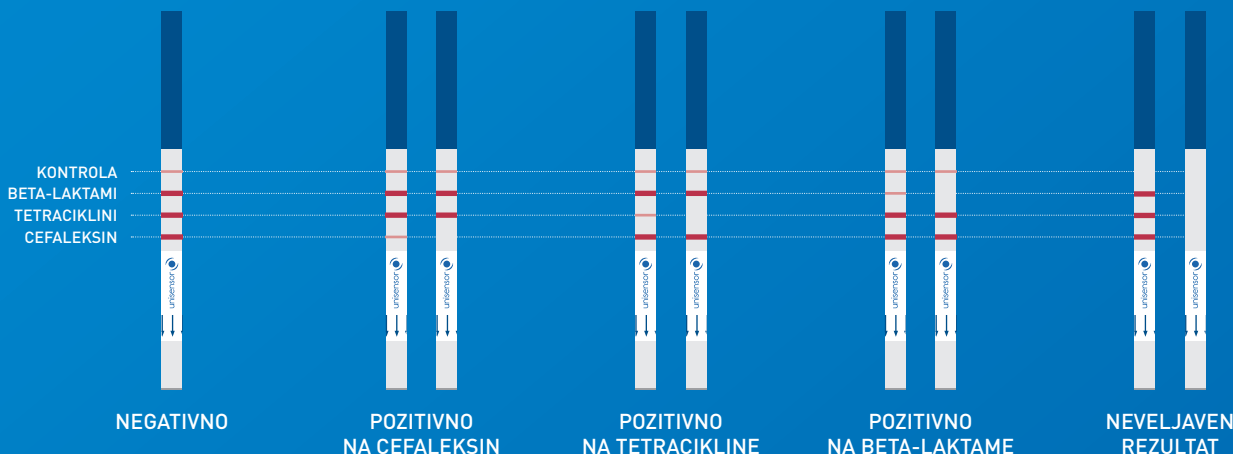 KONTROLA
BETA-LAKTAMI
TETRACIKLINI
CEFALEKSIN
unisensor
unisensor
unisensor
unisensor
unisensor
unisensor
unisensor
unisensor
unisensor
NEGATIVNO
POZITIVNO
NA CEFALEKSIN
POZITIVNO
NA TETRACIKLINE
POZITIVNO
NA BETA-LAKTAME
NEVELJAVEN
REZULTAT